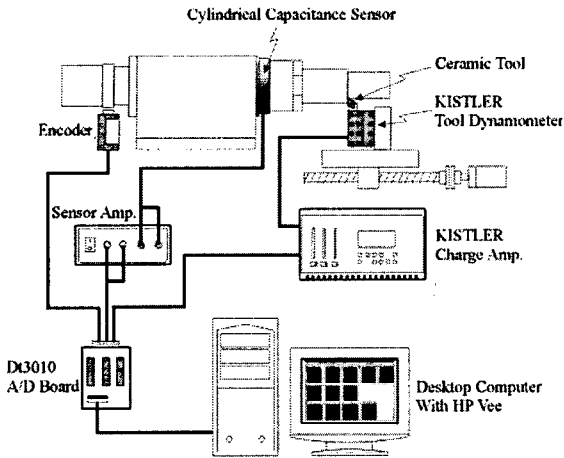 Cylindrical Capacitance Sensor
Ceramic Tool
KISTLER
Tool Dynamometer
Encoder
Sensor Amp.
KISTLER
Charge Amp.
Dt3010
A/D Board
Desktop Computer
With HP Vee